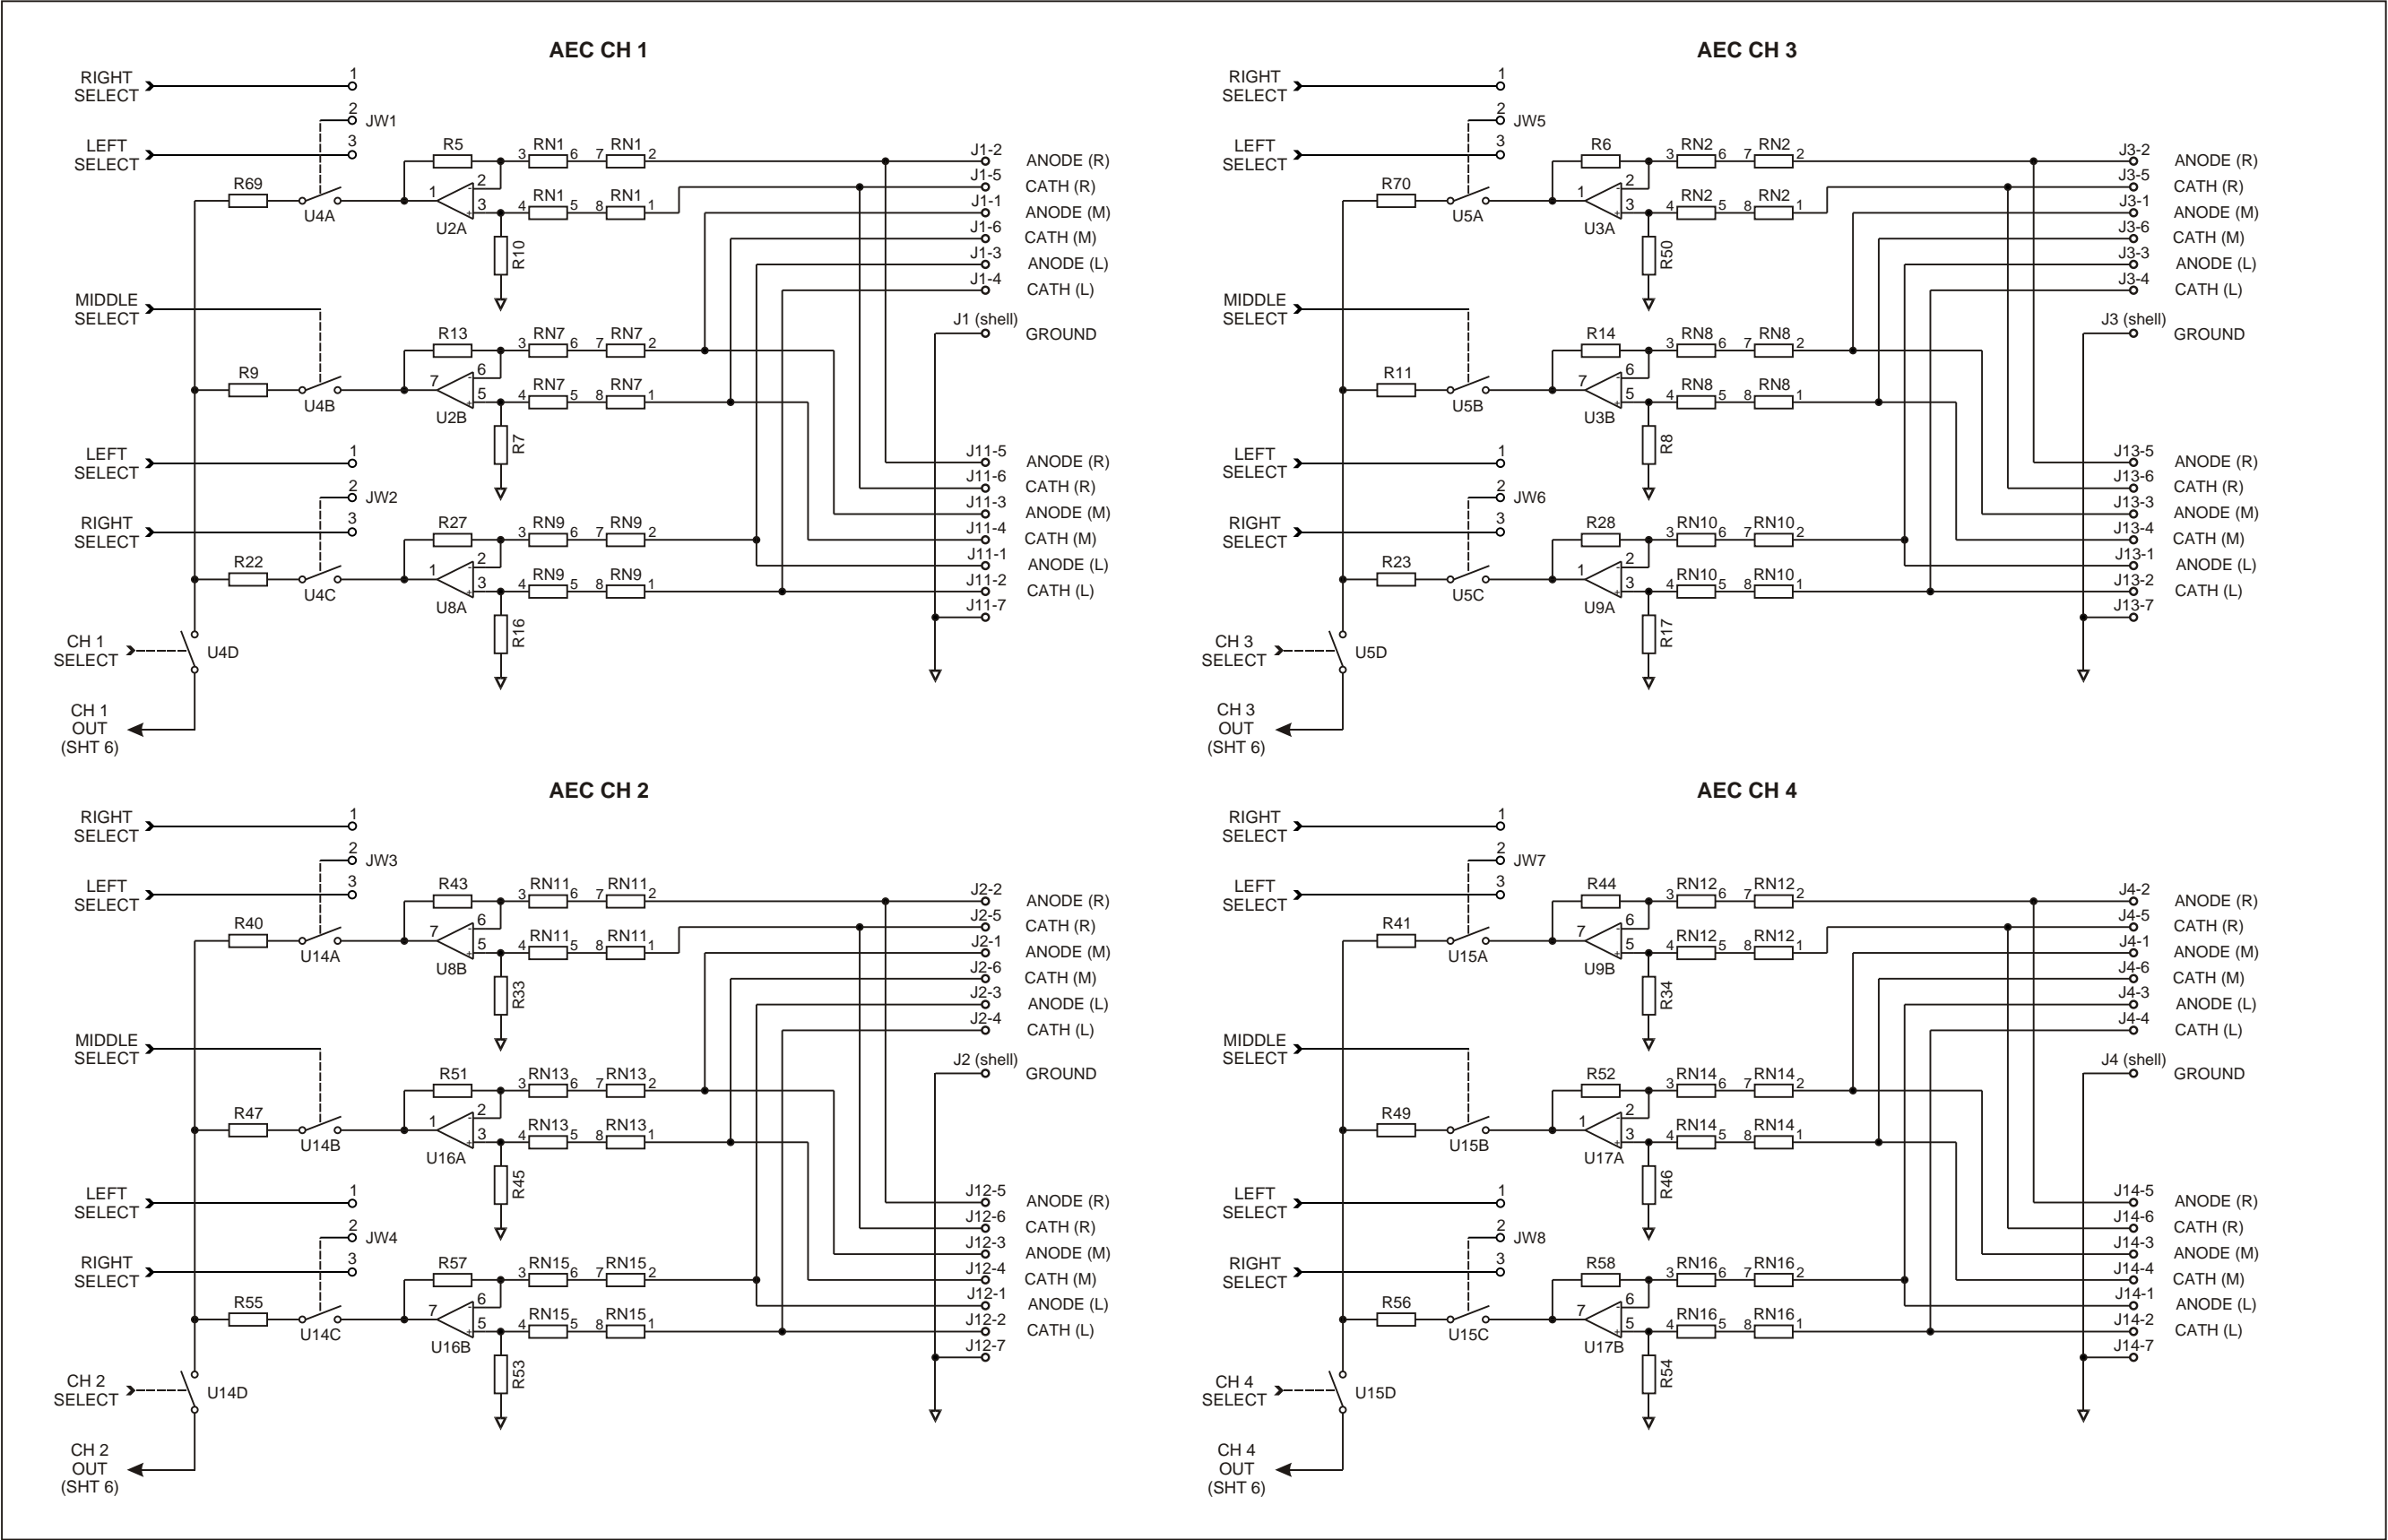 AEC CH 1
RIGHT
SELECT
1
2
JW1
LEFT
SELECT
3
R69
U4A
R5
1
2
3
U2A
R10
3 RN1 6 7 RN1 2
4 RN1 5 8 RN1 1
J1-2 ANODE (R)
J1-5 CATH (R)
J1-1 ANODE (M)
J1-6 CATH (M)
J1-3 ANODE (L)
J1-4 CATH (L)
J1 (shell) GROUND
MIDDLE
SELECT
R9
U4B
R13
7
6
5
U2B
R7
3 RN7 6 7 RN7 2
4 RN7 5 8 RN7 1
LEFT
SELECT
1
2
JW2
RIGHT
SELECT
3
R22
U4C
R27
1
2
3
U8A
R16
3 RN9 6 7 RN9 2
4 RN9 5 8 RN9 1
J11-5 ANODE (R)
J11-6 CATH (R)
J11-3 ANODE (M)
J11-4 CATH (M)
J11-1 ANODE (L)
J11-2 CATH (L)
J11-7
CH 1
SELECT
U4D
CH 1
OUT
(SHT 6)
AEC CH 3
RIGHT
SELECT
1
2
JW5
LEFT
SELECT
3
R70
U5A
R6
1
2
3
U3A
R50
3 RN2 6 7 RN2 2
4 RN2 5 8 RN2 1
J3-2 ANODE (R)
J3-5 CATH (R)
J3-1 ANODE (M)
J3-6 CATH (M)
J3-3 ANODE (L)
J3-4 CATH (L)
J3 (shell) GROUND
MIDDLE
SELECT
R11
U5B
R14
7
6
5
U3B
R8
3 RN8 6 7 RN8 2
4 RN8 5 8 RN8 1
LEFT
SELECT
1
2
JW6
RIGHT
SELECT
3
R23
U5C
R28
1
2
3
U9A
R17
3 RN10 6 7 RN10 2
4 RN10 5 8 RN10 1
J13-5 ANODE (R)
J13-6 CATH (R)
J13-3 ANODE (M)
J13-4 CATH (M)
J13-1 ANODE (L)
J13-2 CATH (L)
J13-7
CH 3
SELECT
U5D
CH 3
OUT
(SHT 6)
AEC CH 2
RIGHT
SELECT
1
2
JW3
LEFT
SELECT
3
R40
U14A
R43
7
6
5
U8B
R33
3 RN11 6 7 RN11 2
4 RN11 5 8 RN11 1
J2-2 ANODE (R)
J2-5 CATH (R)
J2-1 ANODE (M)
J2-6 CATH (M)
J2-3 ANODE (L)
J2-4 CATH (L)
J2 (shell) GROUND
MIDDLE
SELECT
R47
U14B
R51
1
2
3
U16A
R45
3 RN13 6 7 RN13 2
4 RN13 5 8 RN13 1
LEFT
SELECT
1
2
JW4
RIGHT
SELECT
3
R55
U14C
R57
7
6
5
U16B
R53
3 RN15 6 7 RN15 2
4 RN15 5 8 RN15 1
J12-5 ANODE (R)
J12-6 CATH (R)
J12-3 ANODE (M)
J12-4 CATH (M)
J12-1 ANODE (L)
J12-2 CATH (L)
J12-7
CH 2
SELECT
U14D
CH 2
OUT
(SHT 6)
AEC CH 4
RIGHT
SELECT
1
2
JW7
LEFT
SELECT
3
R41
U15A
R44
7
6
5
U9B
R34
3 RN12 6 7 RN12 2
4 RN12 5 8 RN12 1
J4-2 ANODE (R)
J4-5 CATH (R)
J4-1 ANODE (M)
J4-6 CATH (M)
J4-3 ANODE (L)
J4-4 CATH (L)
J4 (shell) GROUND
MIDDLE
SELECT
R49
U15B
R52
1
2
3
U17A
R46
3 RN14 6 7 RN14 2
4 RN14 5 8 RN14 1
LEFT
SELECT
1
2
JW8
RIGHT
SELECT
3
R56
U15C
R58
7
6
5
U17B
R54
3 RN16 6 7 RN16 2
4 RN16 5 8 RN16 1
J14-5 ANODE (R)
J14-6 CATH (R)
J14-3 ANODE (M)
J14-4 CATH (M)
J14-1 ANODE (L)
J14-2 CATH (L)
J14-7
CH 4
SELECT
U15D
CH 4
OUT
(SHT 6)